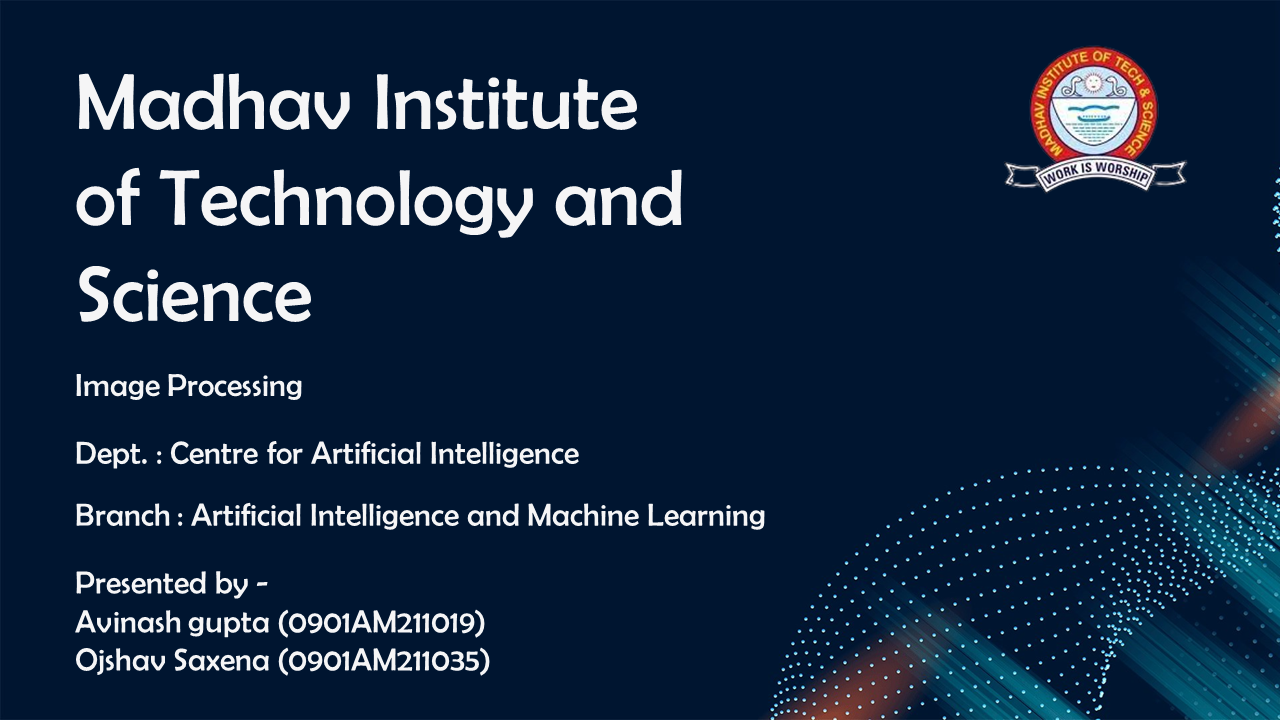 Madhav Institute
of Technology and
Science
MADHAV INSTITUTE OF TECH & SCIENCE
WORK IS WORSHIP
Image Processing
Dept. : Centre for Artificial Intelligence
Branch : Artificial Intelligence and Machine Learning
Presented by -
Avinash gupta (0901AM211019)
Ojshav Saxena (0901AM211035)